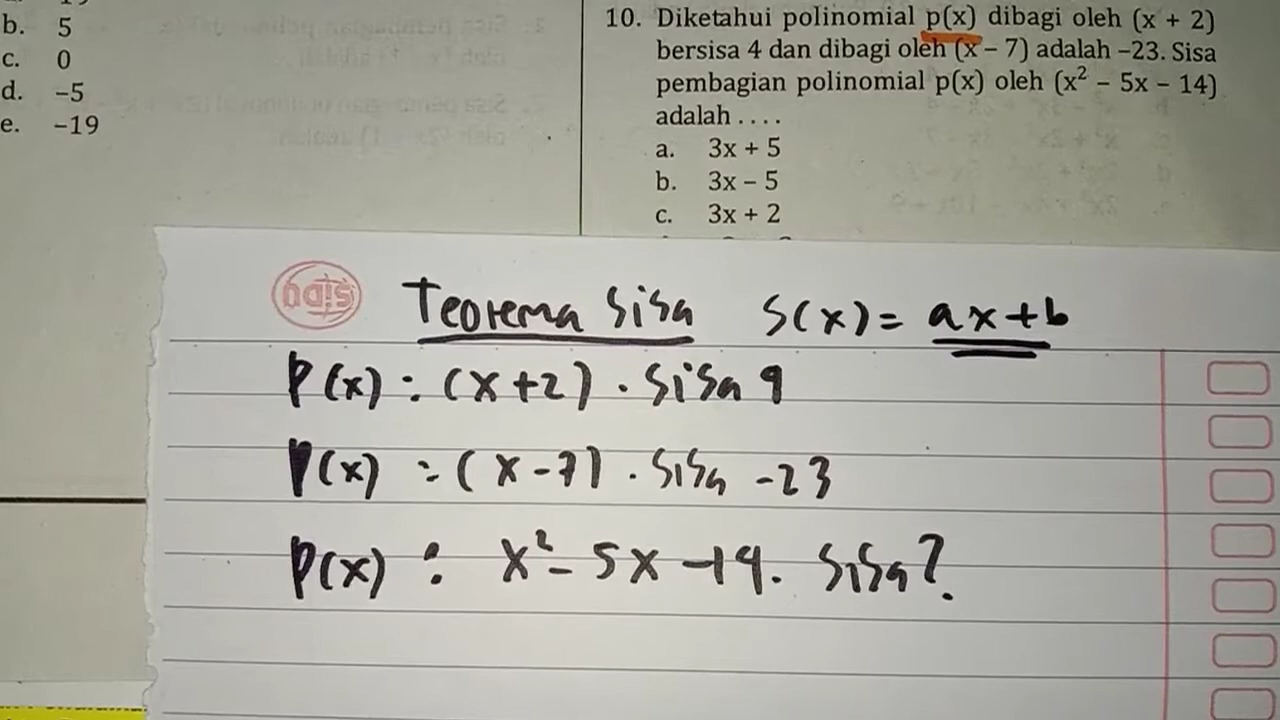 b. 5
c. 0
d. -5
e. -19
10. Diketahui polinomial p(x) dibagi oleh (x + 2)
bersisa 4 dan dibagi oleh (x – 7) adalah –23. Sisa
pembagian polinomial p(x) oleh (x² – 5x – 14)
adalah . . . .
a. 3x + 5
b. 3x – 5
c. 3x + 2
sidu
Teorema Sisa S(x) = ax+b
P(x) : (x+2) . Sisa 4
P(x) : (x-7) . Sisa -23
P(x) : x² - 5x - 14. Sisa?